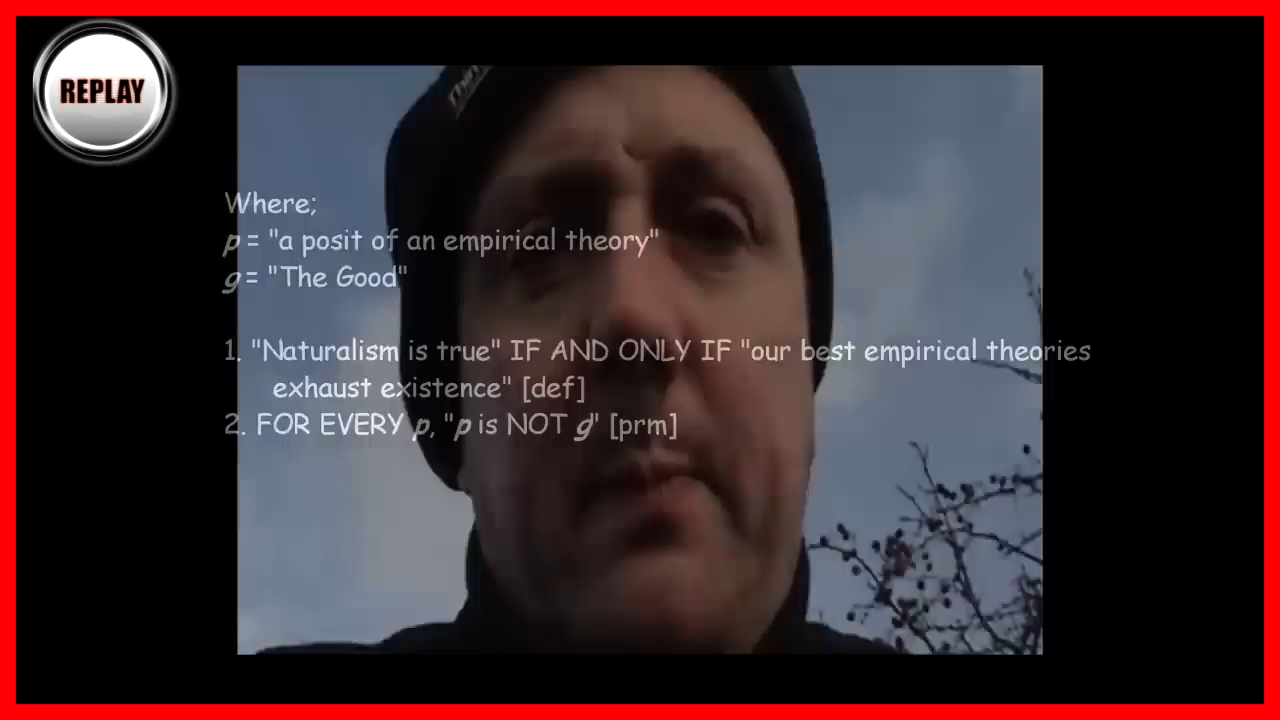 REPLAY
Where;
p = "a posit of an empirical theory"
g = "The Good"
1. "Naturalism is true" IF AND ONLY IF "our best empirical theories
exhaust existence" [def]
2. FOR EVERY p, "p is NOT g" [prm]